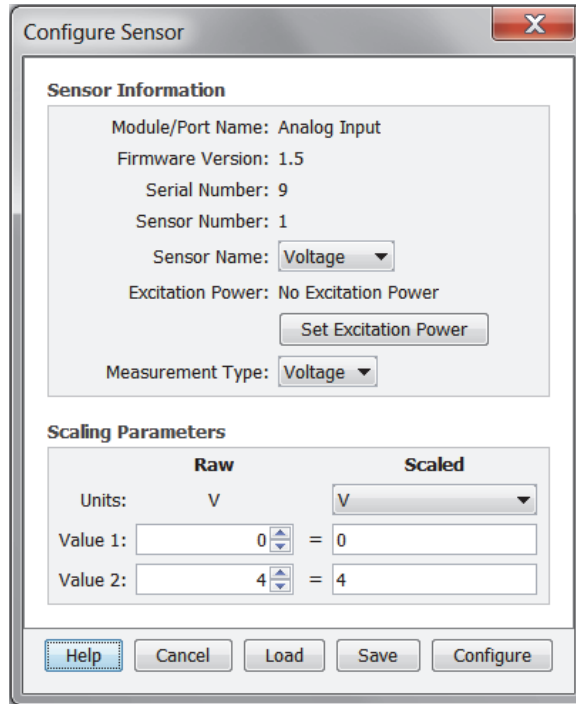 Configure Sensor
Sensor Information
Module/Port Name: Analog Input
Firmware Version: 1.5
Serial Number: 9
Sensor Number: 1
Sensor Name: Voltage
Excitation Power: No Excitation Power
Set Excitation Power
Measurement Type: Voltage
Scaling Parameters
Raw Scaled
Units: V V
Value 1: 0 = 0
Value 2: 4 = 4
Help Cancel Load Save Configure